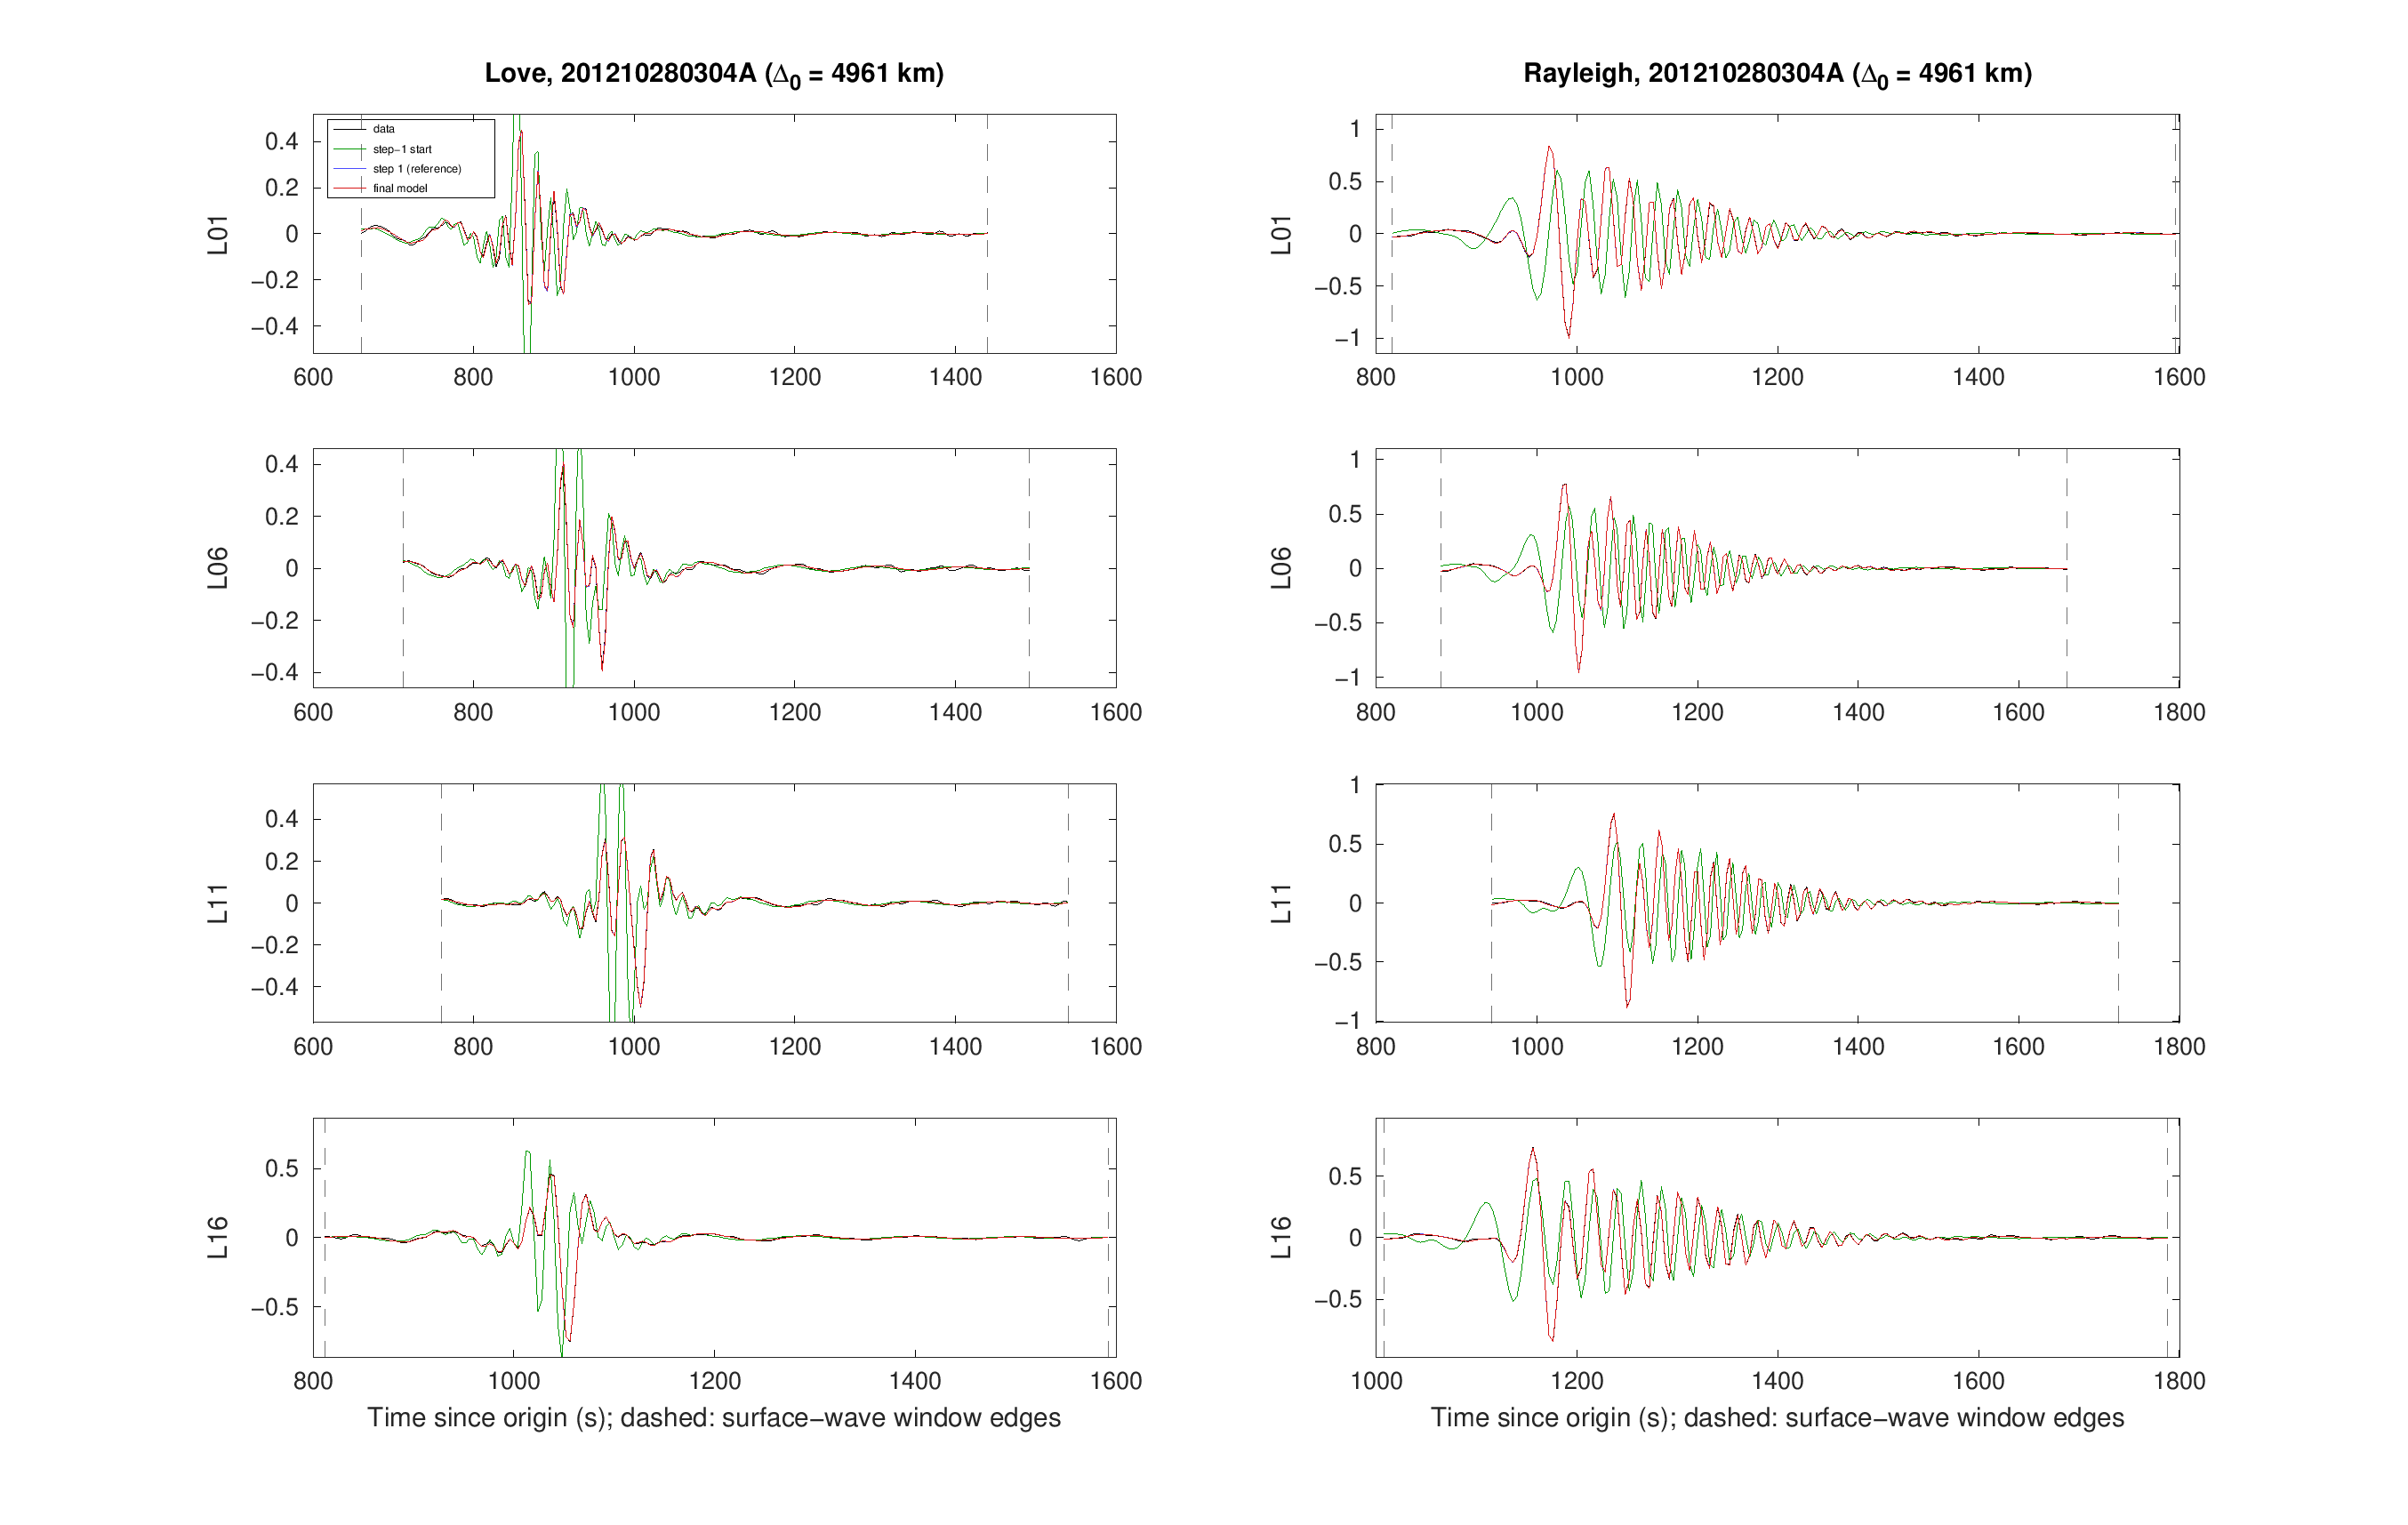 Love, 201210280304A (Δ0 = 4961 km)
data
step−1 start
step 1 (reference)
final model
0.4
0.2
0
−0.2
−0.4
L01
600 800 1000 1200 1400 1600
0.4
0.2
0
−0.2
−0.4
L06
600 800 1000 1200 1400 1600
0.4
0.2
0
−0.2
−0.4
L11
600 800 1000 1200 1400 1600
0.5
0
−0.5
L16
800 1000 1200 1400 1600
Time since origin (s); dashed: surface−wave window edges
Rayleigh, 201210280304A (Δ0 = 4961 km)
1
0.5
0
−0.5
−1
L01
800 1000 1200 1400 1600
1
0.5
0
−0.5
−1
L06
800 1000 1200 1400 1600 1800
1
0.5
0
−0.5
−1
L11
800 1000 1200 1400 1600 1800
0.5
0
−0.5
L16
1000 1200 1400 1600 1800
Time since origin (s); dashed: surface−wave window edges